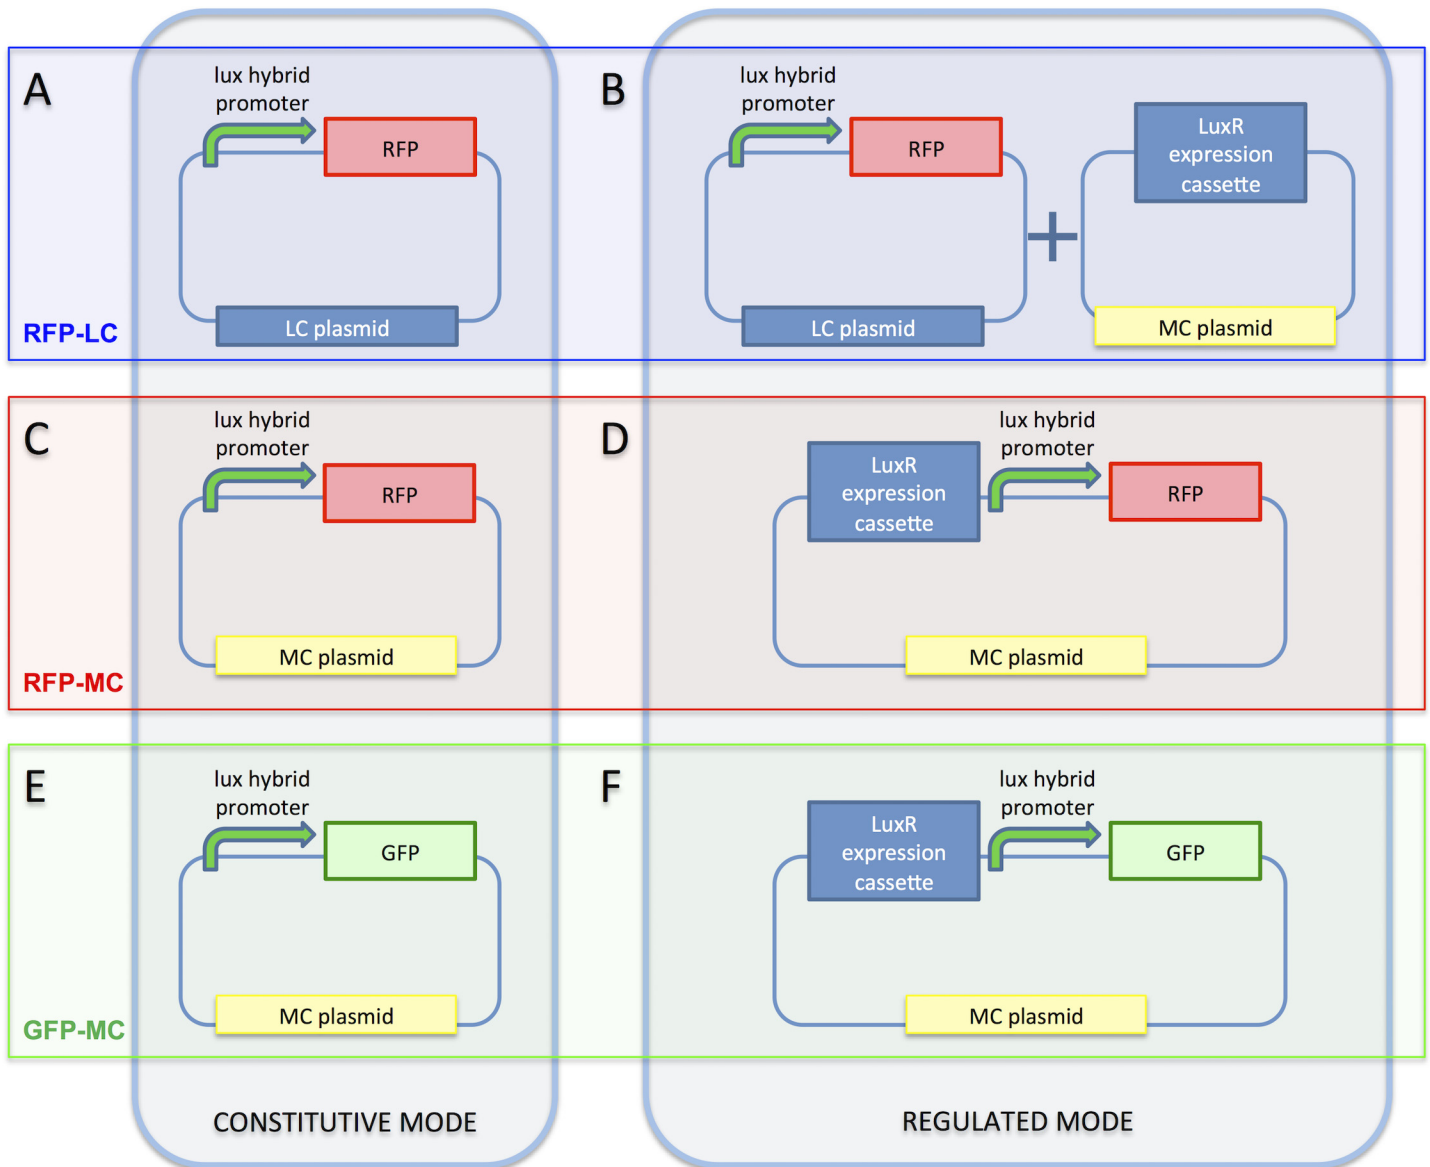 A
lux hybrid
promoter
RFP
LC plasmid
RFP-LC
B
lux hybrid
promoter
RFP
LC plasmid
LuxR
expression
cassette
MC plasmid
C
lux hybrid
promoter
RFP
MC plasmid
RFP-MC
D
LuxR
expression
cassette
lux hybrid
promoter
RFP
MC plasmid
E
lux hybrid
promoter
GFP
MC plasmid
GFP-MC
F
LuxR
expression
cassette
lux hybrid
promoter
GFP
MC plasmid
CONSTITUTIVE MODE
REGULATED MODE